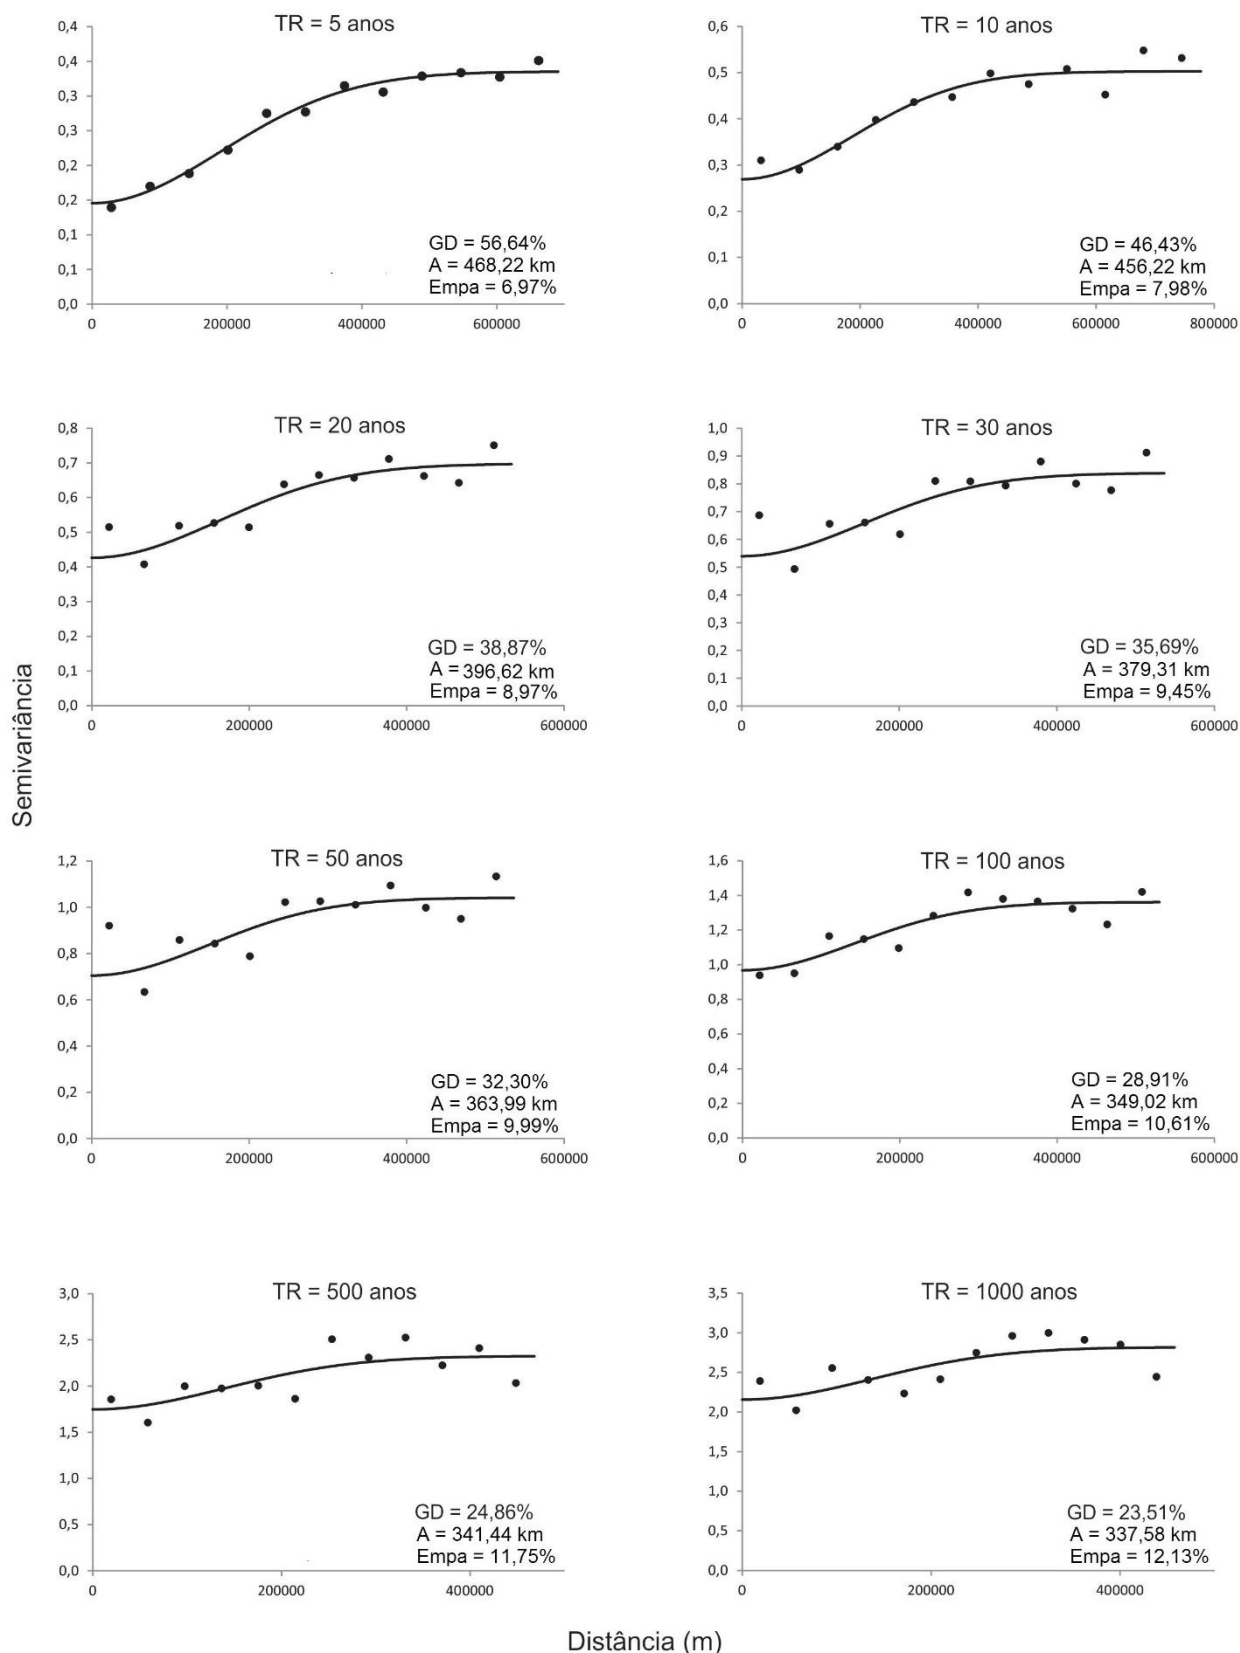 TR = 5 anos
0,4
0,4
0,3
0,3
0,2
0,2
0,1
0,1
0,0
0
200000
400000
600000
GD = 56,64%
A = 468,22 km
Empa = 6,97%
TR = 10 anos
0,6
0,5
0,4
0,3
0,2
0,1
0,0
0
200000
400000
600000
800000
GD = 46,43%
A = 456,22 km
Empa = 7,98%
TR = 20 anos
0,8
0,7
0,6
0,5
0,4
0,3
0,2
0,1
0,0
0
200000
400000
600000
GD = 38,87%
A = 396,62 km
Empa = 8,97%
TR = 30 anos
1,0
0,9
0,8
0,7
0,6
0,5
0,4
0,3
0,2
0,1
0,0
0
200000
400000
600000
GD = 35,69%
A = 379,31 km
Empa = 9,45%
Semivariância
TR = 50 anos
1,2
1,0
0,8
0,6
0,4
0,2
0,0
0
200000
400000
600000
GD = 32,30%
A = 363,99 km
Empa = 9,99%
TR = 100 anos
1,6
1,4
1,2
1,0
0,8
0,6
0,4
0,2
0,0
0
200000
400000
600000
GD = 28,91%
A = 349,02 km
Empa = 10,61%
TR = 500 anos
3,0
2,5
2,0
1,5
1,0
0,5
0,0
0
200000
400000
GD = 24,86%
A = 341,44 km
Empa = 11,75%
TR = 1000 anos
3,5
3,0
2,5
2,0
1,5
1,0
0,5
0,0
0
200000
400000
GD = 23,51%
A = 337,58 km
Empa = 12,13%
Distância (m)